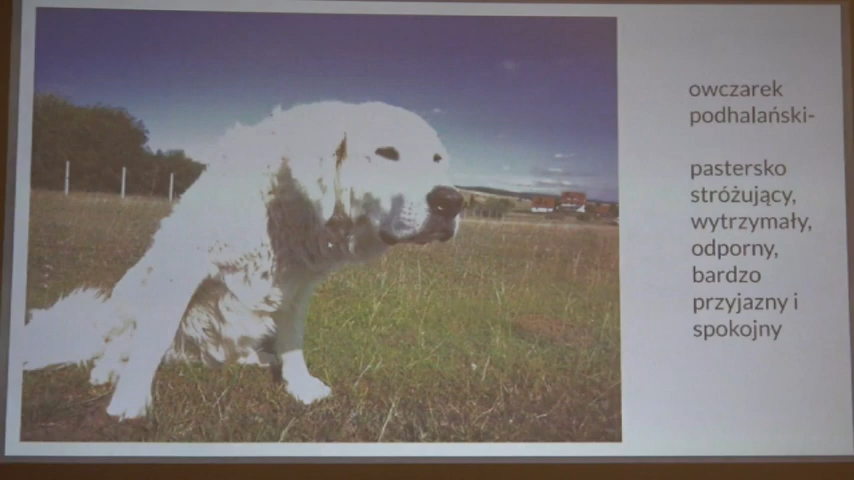 owczarek
podhalański-
pastersko
stróżujący,
wytrzymały,
odporny,
bardzo
przyjazny i
spokojny